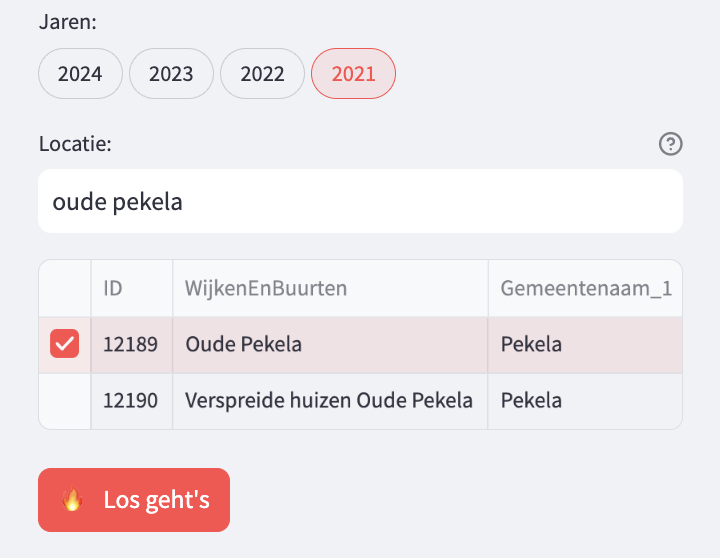 Jaren:
2024 2023 2022 2021
Locatie:
oude pekela
ID WijkenEnBuurten Gemeentenaam_1
12189 Oude Pekela Pekela
12190 Verspreide huizen Oude Pekela Pekela
🔥 Los geht's